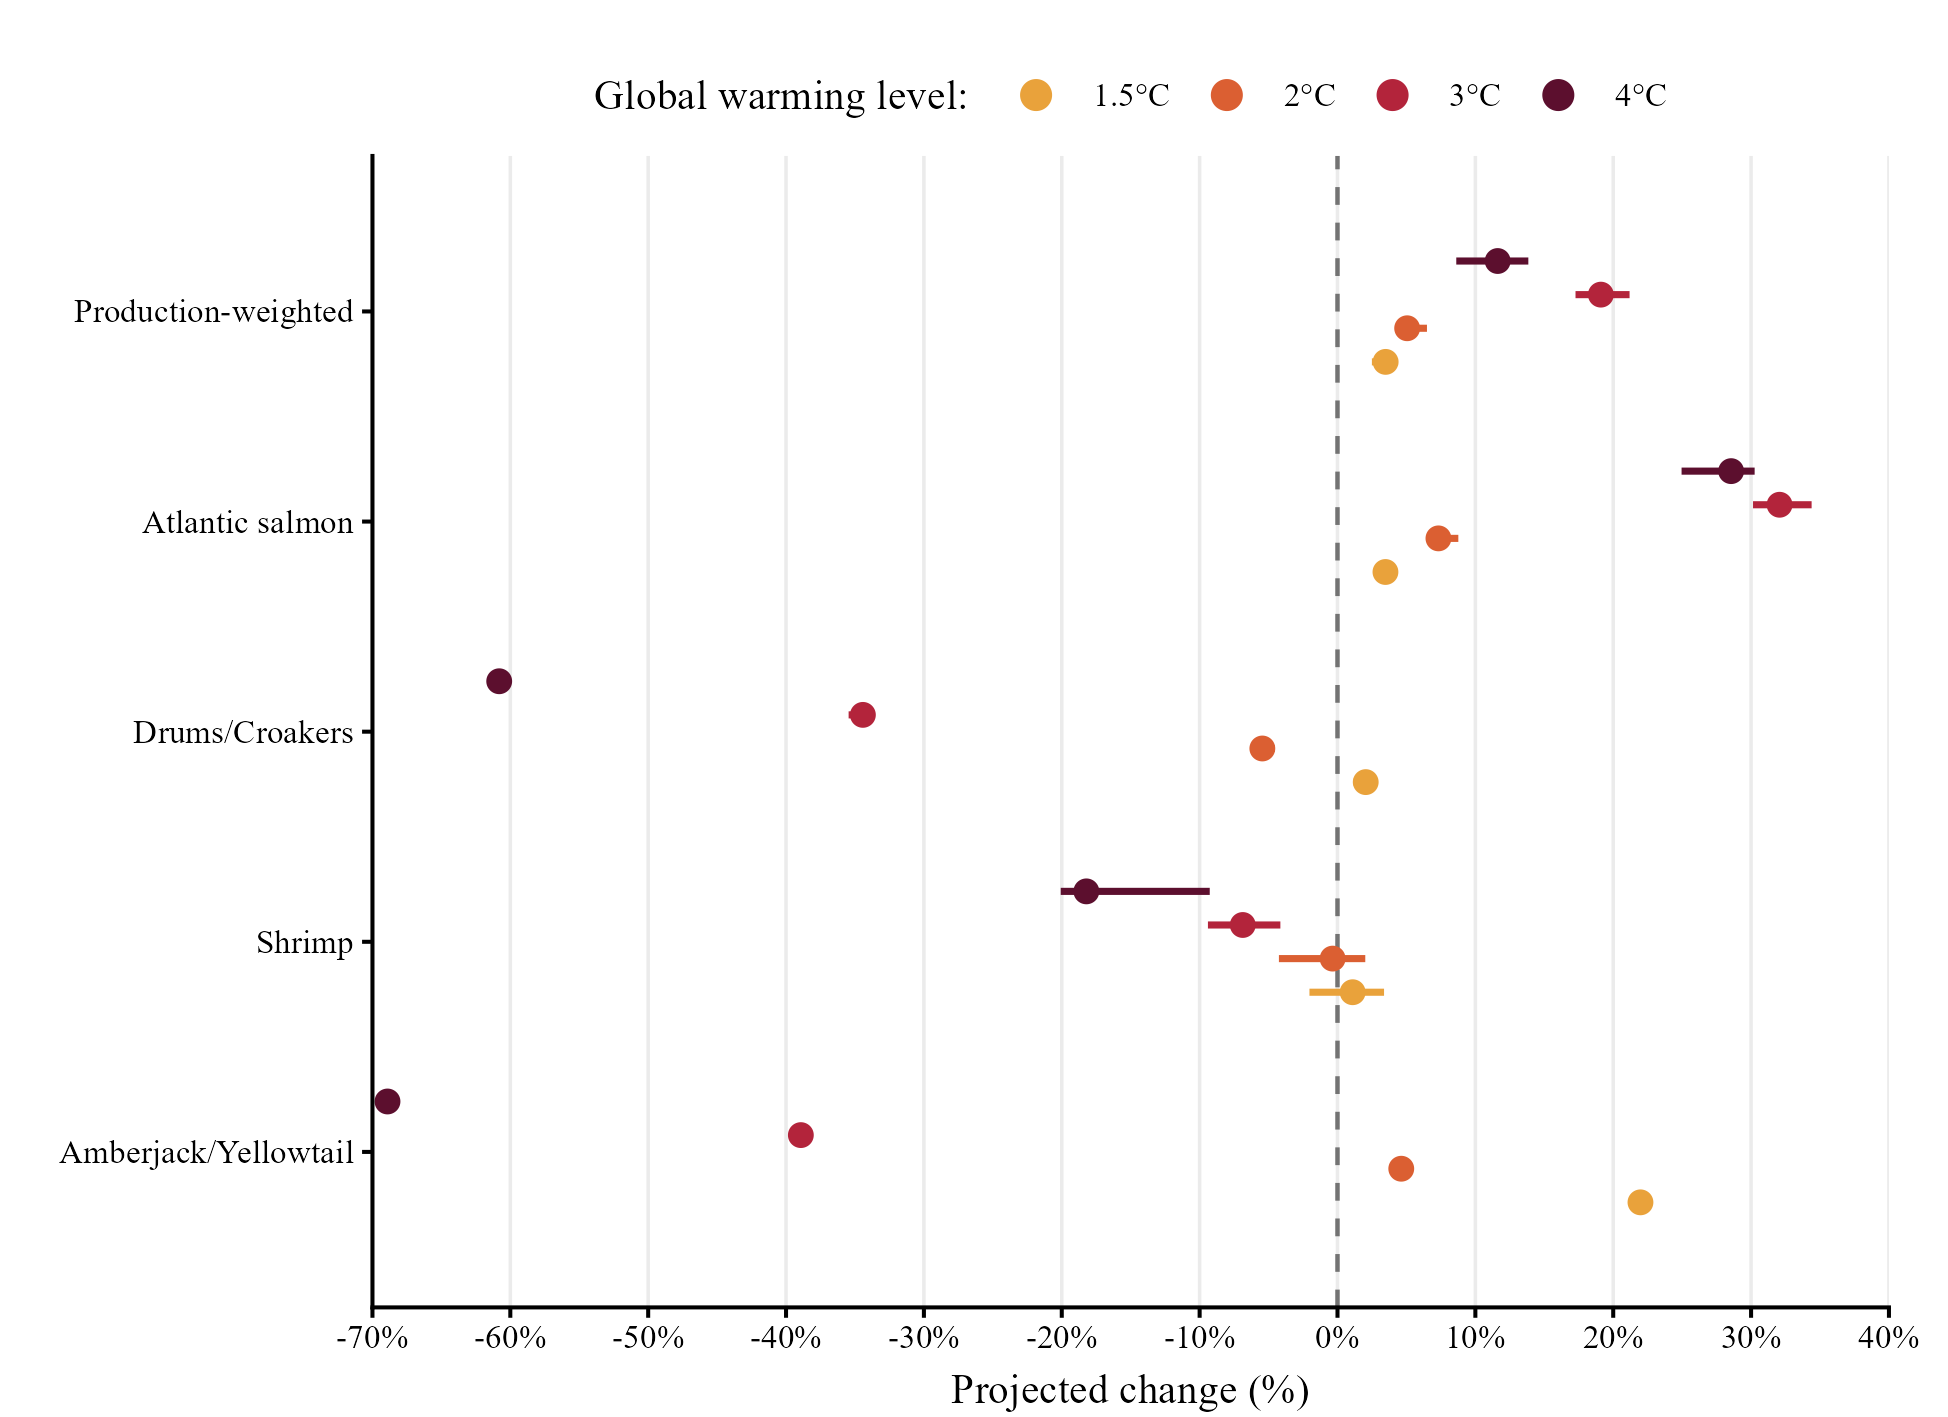 Global warming level: 1.5°C 2°C 3°C 4°C
Production-weighted
Atlantic salmon
Drums/Croakers
Shrimp
Amberjack/Yellowtail
-70% -60% -50% -40% -30% -20% -10% 0% 10% 20% 30% 40%
Projected change (%)